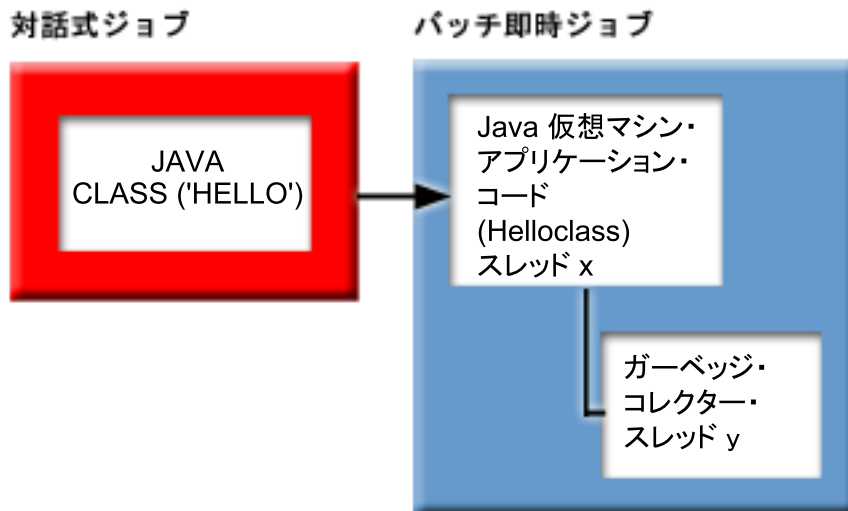 対話式ジョブ
バッチ即時ジョブ
JAVA
CLASS ('HELLO')
Java 仮想マシン・
アプリケーション・
コード
(Helloclass)
スレッド x
ガーベッジ・
コレクター・
スレッド y